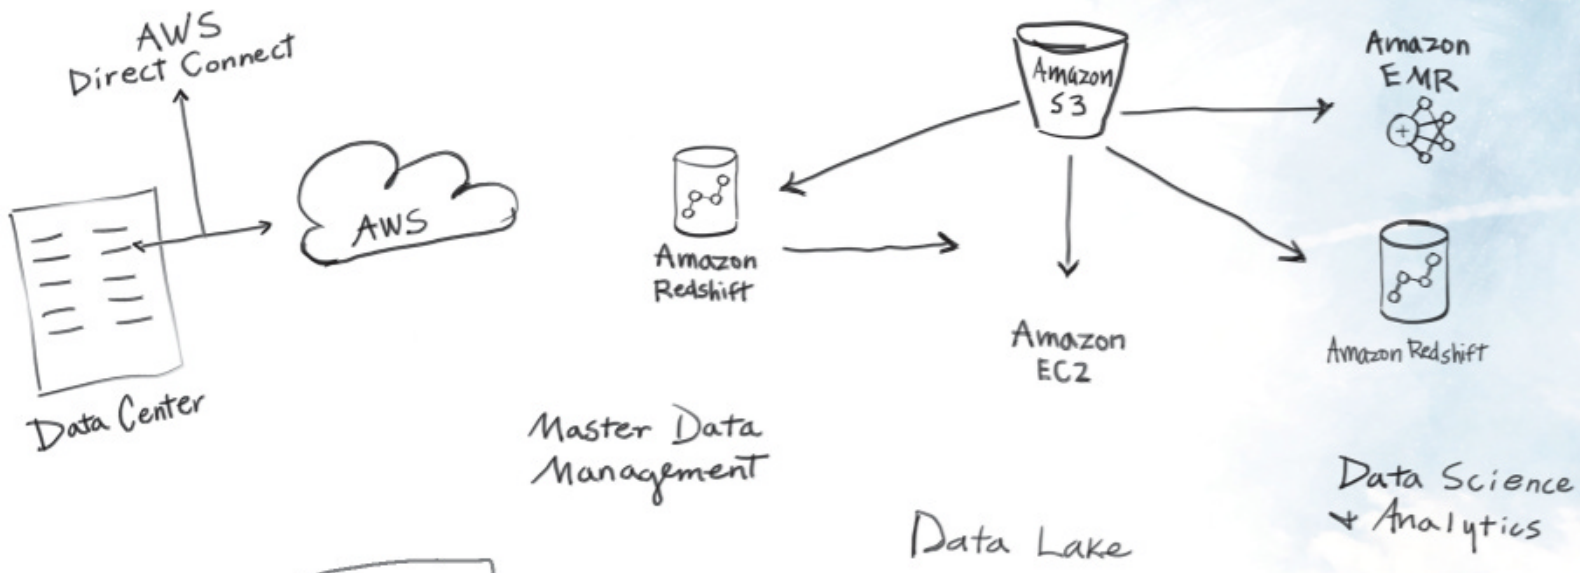 AWS
Direct Connect
AWS
Data Center
Amazon
Redshift
Master Data
Management
Amazon
S3
Amazon
EC2
Data Lake
Amazon
EMR
Amazon Redshift
Data Science
+ Analytics